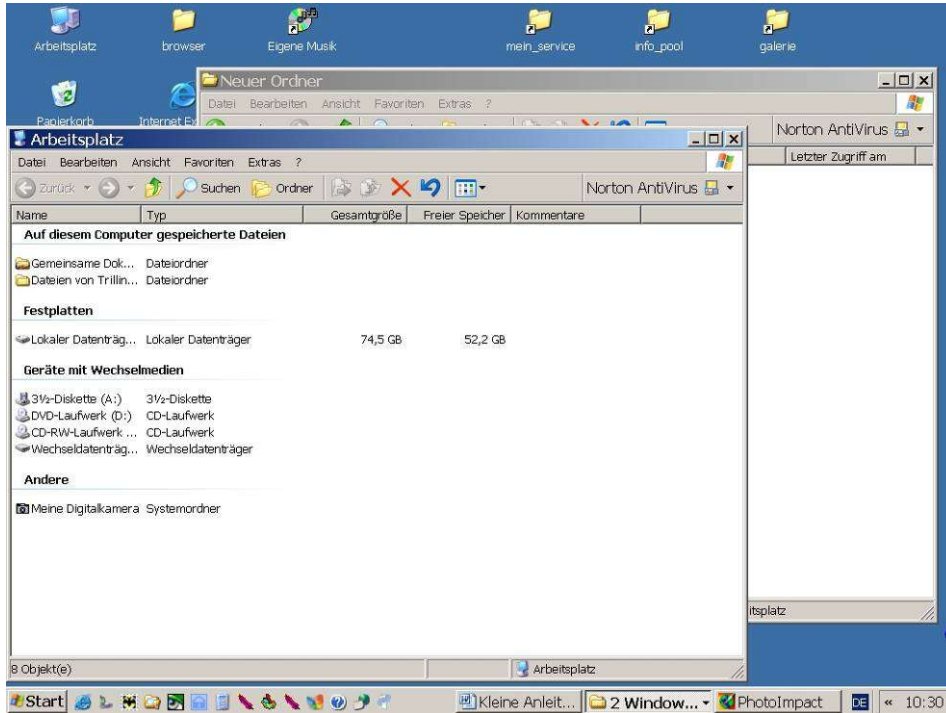 Arbeitsplatz browser Eigene Musik mein_service info_pool galerie
Papierkorb Internet Ex
Neuer Ordner
Datei Bearbeiten Ansicht Favoriten Extras ?
Norton AntiVirus
Letzter Zugriff am
Arbeitsplatz
Datei Bearbeiten Ansicht Favoriten Extras ?
Zurück Suchen Ordner Norton AntiVirus
Name Typ Gesamtgröße Freier Speicher Kommentare
Auf diesem Computer gespeicherte Dateien
Gemeinsame Dok... Dateiordner
Dateien von Trillin... Dateiordner
Festplatten
Lokaler Datenträg... Lokaler Datenträger 74,5 GB 52,2 GB
Geräte mit Wechselmedien
3½-Diskette (A:) 3½-Diskette
DVD-Laufwerk (D:) CD-Laufwerk
CD-RW-Laufwerk ... CD-Laufwerk
Wechseldatenträg... Wechseldatenträger
Andere
Meine Digitalkamera Systemordner
itsplatz
8 Objekt(e) Arbeitsplatz
Start Kleine Anleit... 2 Window... PhotoImpact DE « 10:30